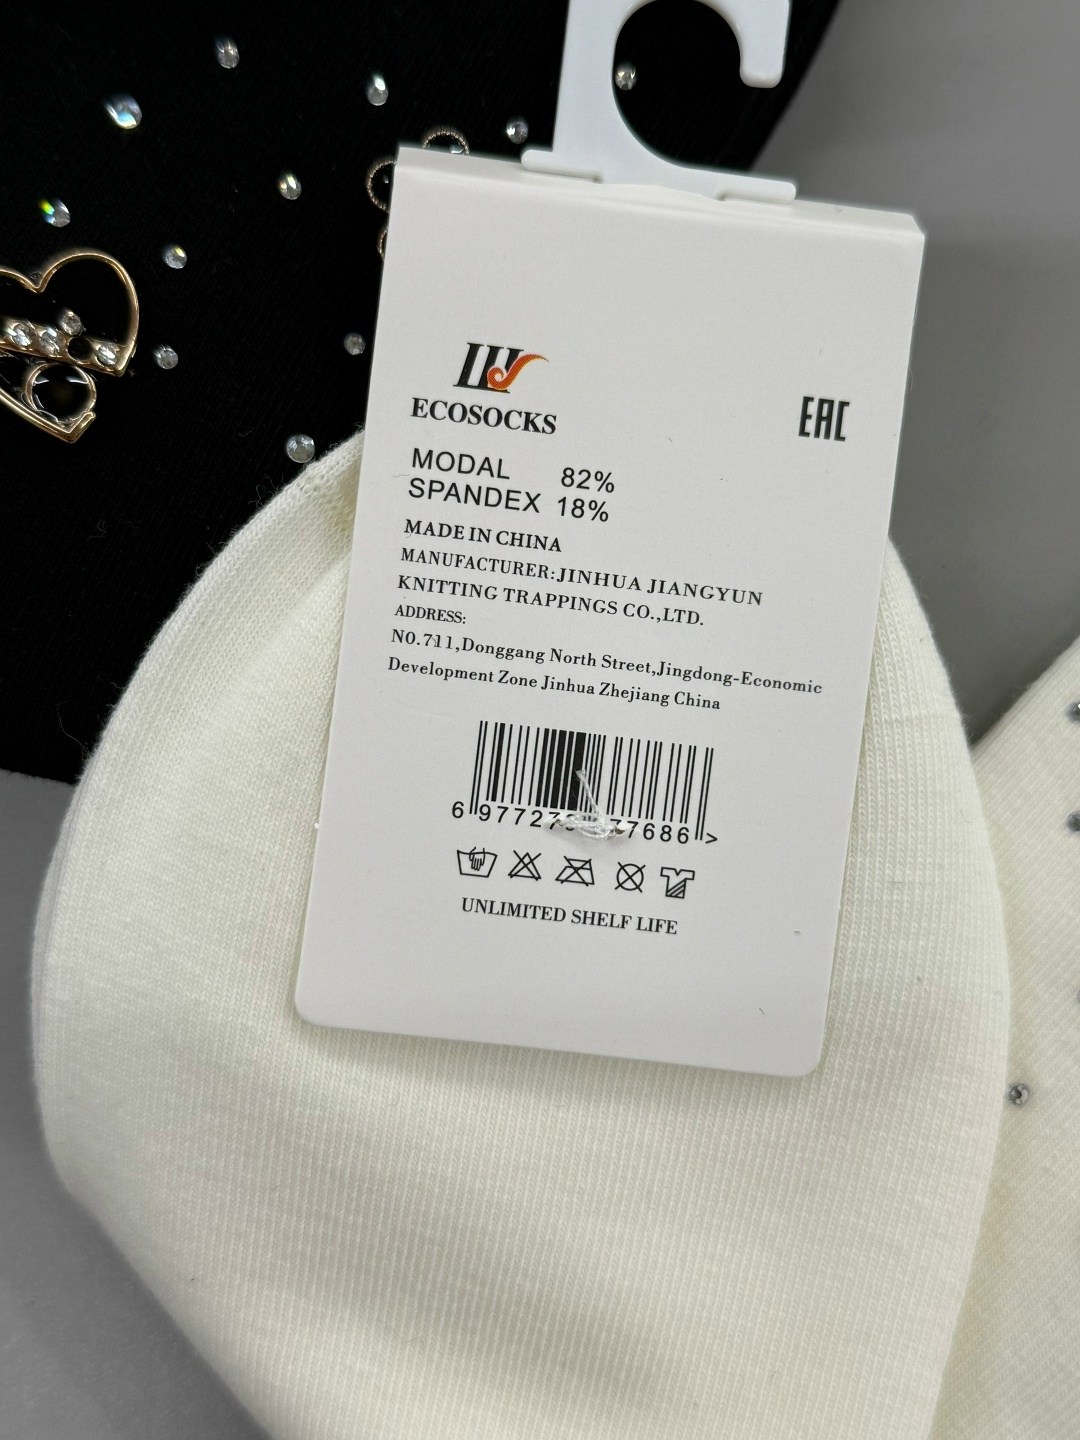 ECOSOCKS
EAC
MODAL 82%
SPANDEX 18%
MADE IN CHINA
MANUFACTURER:JINHUA JIANGYUN
KNITTING TRAPPINGS CO.,LTD.
ADDRESS:
NO.711,Donggang North Street,Jingdong-Economic
Development Zone Jinhua Zhejiang China
UNLIMITED SHELF LIFE